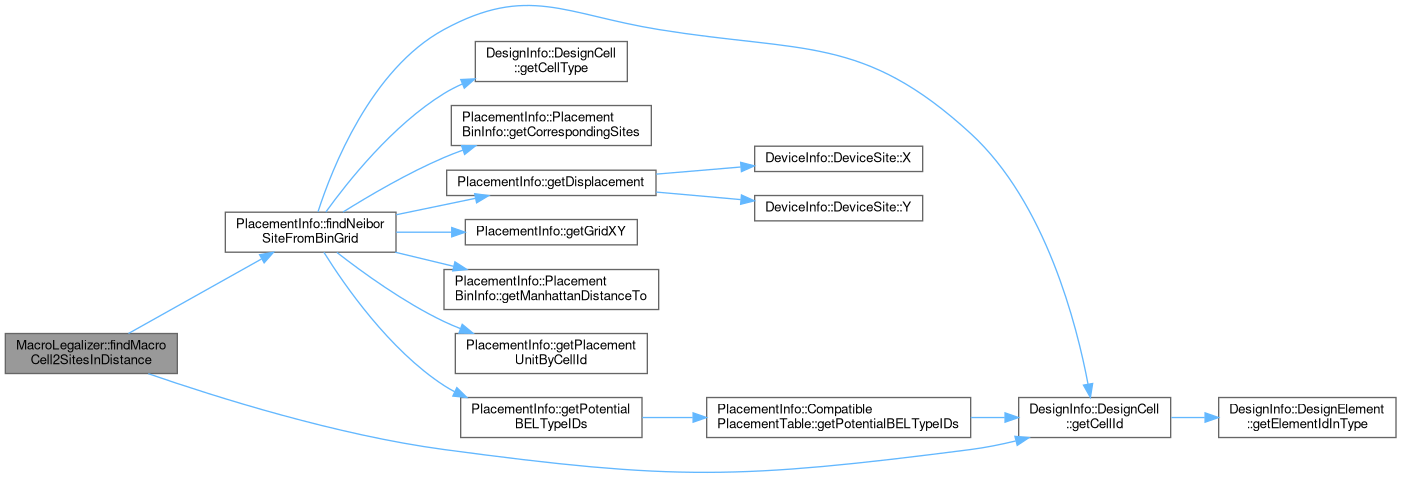 MacroLegalizer::findMacro
Cell2SitesInDistance
PlacementInfo::findNeibor
SiteFromBinGrid
DesignInfo::DesignCell
::getCellType
PlacementInfo::Placement
BinInfo::getCorrespondingSites
PlacementInfo::getDisplacement
PlacementInfo::getGridXY
PlacementInfo::Placement
BinInfo::getManhattanDistanceTo
PlacementInfo::getPlacement
UnitByCellId
PlacementInfo::getPotential
BELTypeIDs
DeviceInfo::DeviceSite::X
DeviceInfo::DeviceSite::Y
PlacementInfo::Compatible
PlacementTable::getPotentialBELTypeIDs
DesignInfo::DesignCell
::getCellId
DesignInfo::DesignElement
::getElementIdInType